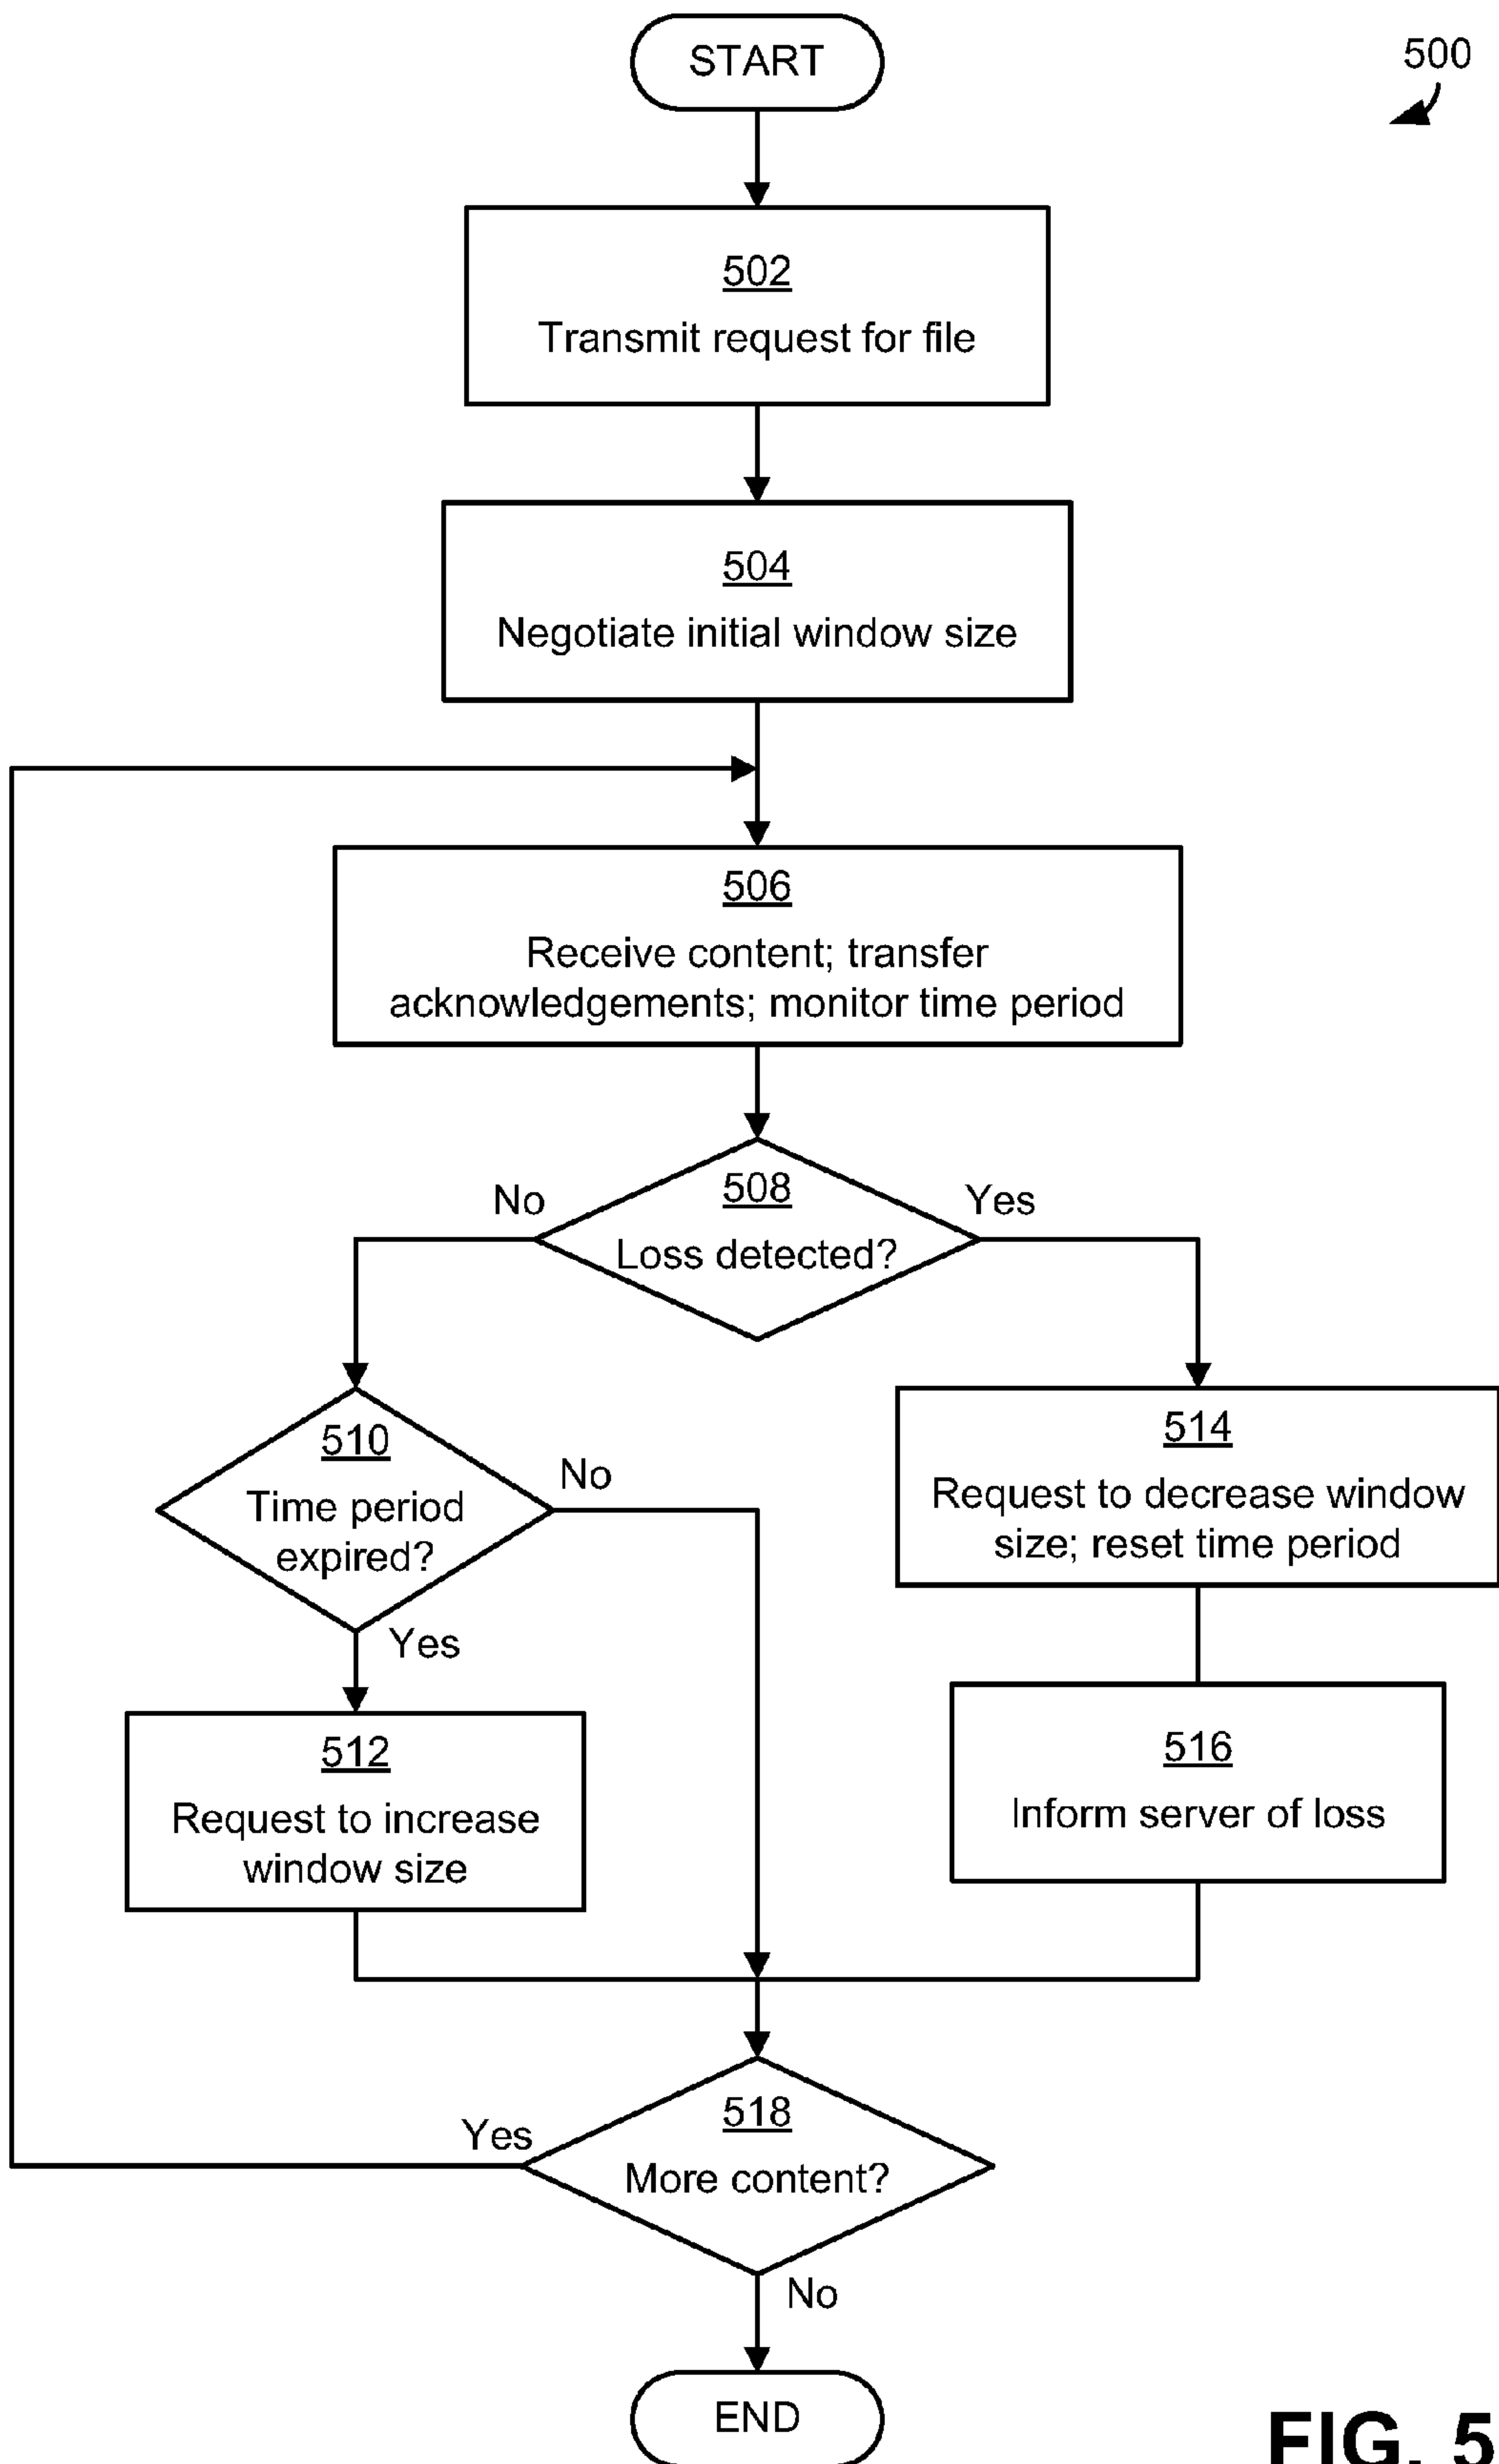 START
500
502
Transmit request for file
504
Negotiate initial window size
506
Receive content; transfer
acknowledgements; monitor time period
508
Loss detected?
No
Yes
510
Time period
expired?
No
Yes
512
Request to increase
window size
514
Request to decrease window
size; reset time period
516
Inform server of loss
518
More content?
Yes
No
END
FIG. 5